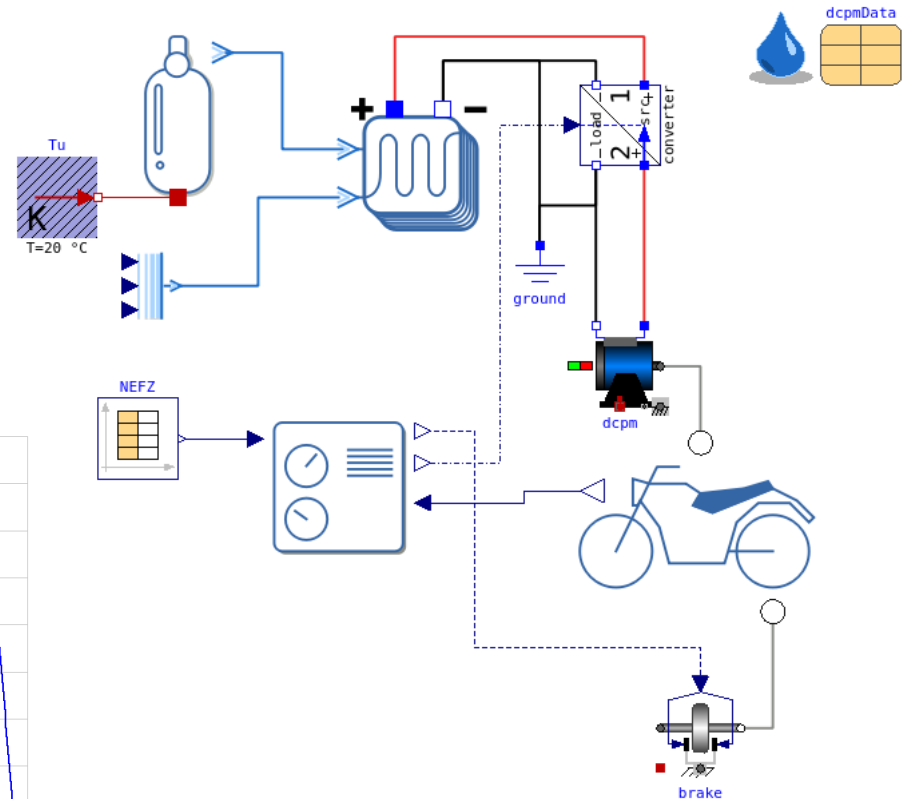 dcpmData
+
−
1
−
+
src
load
−
2
+
converter
Tu
K
T=20 °C
ground
NEFZ
dcpm
brake